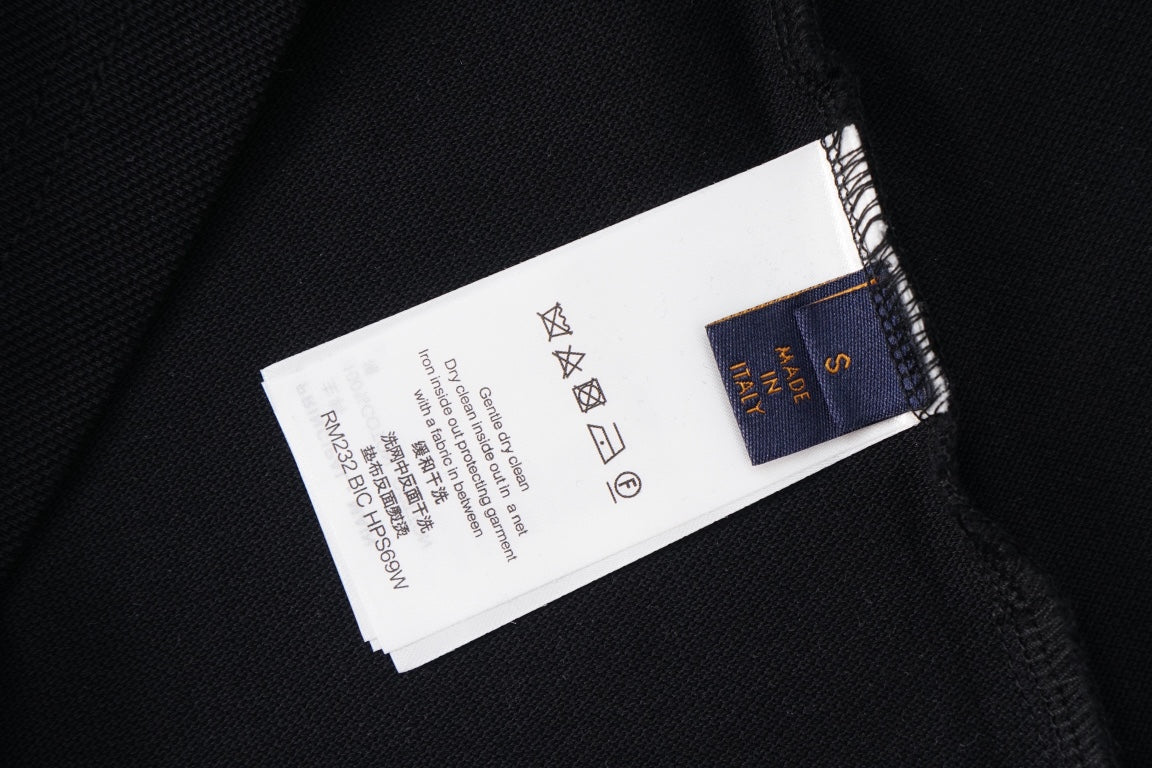 Gentle dry clean
Dry clean inside out in a net
Iron inside out protecting garment
with a fabric in between
缓和干洗
洗网中反面干洗
垫布反面熨烫
RM232 BIC HPS69W
S
MADE
IN
ITALY
F